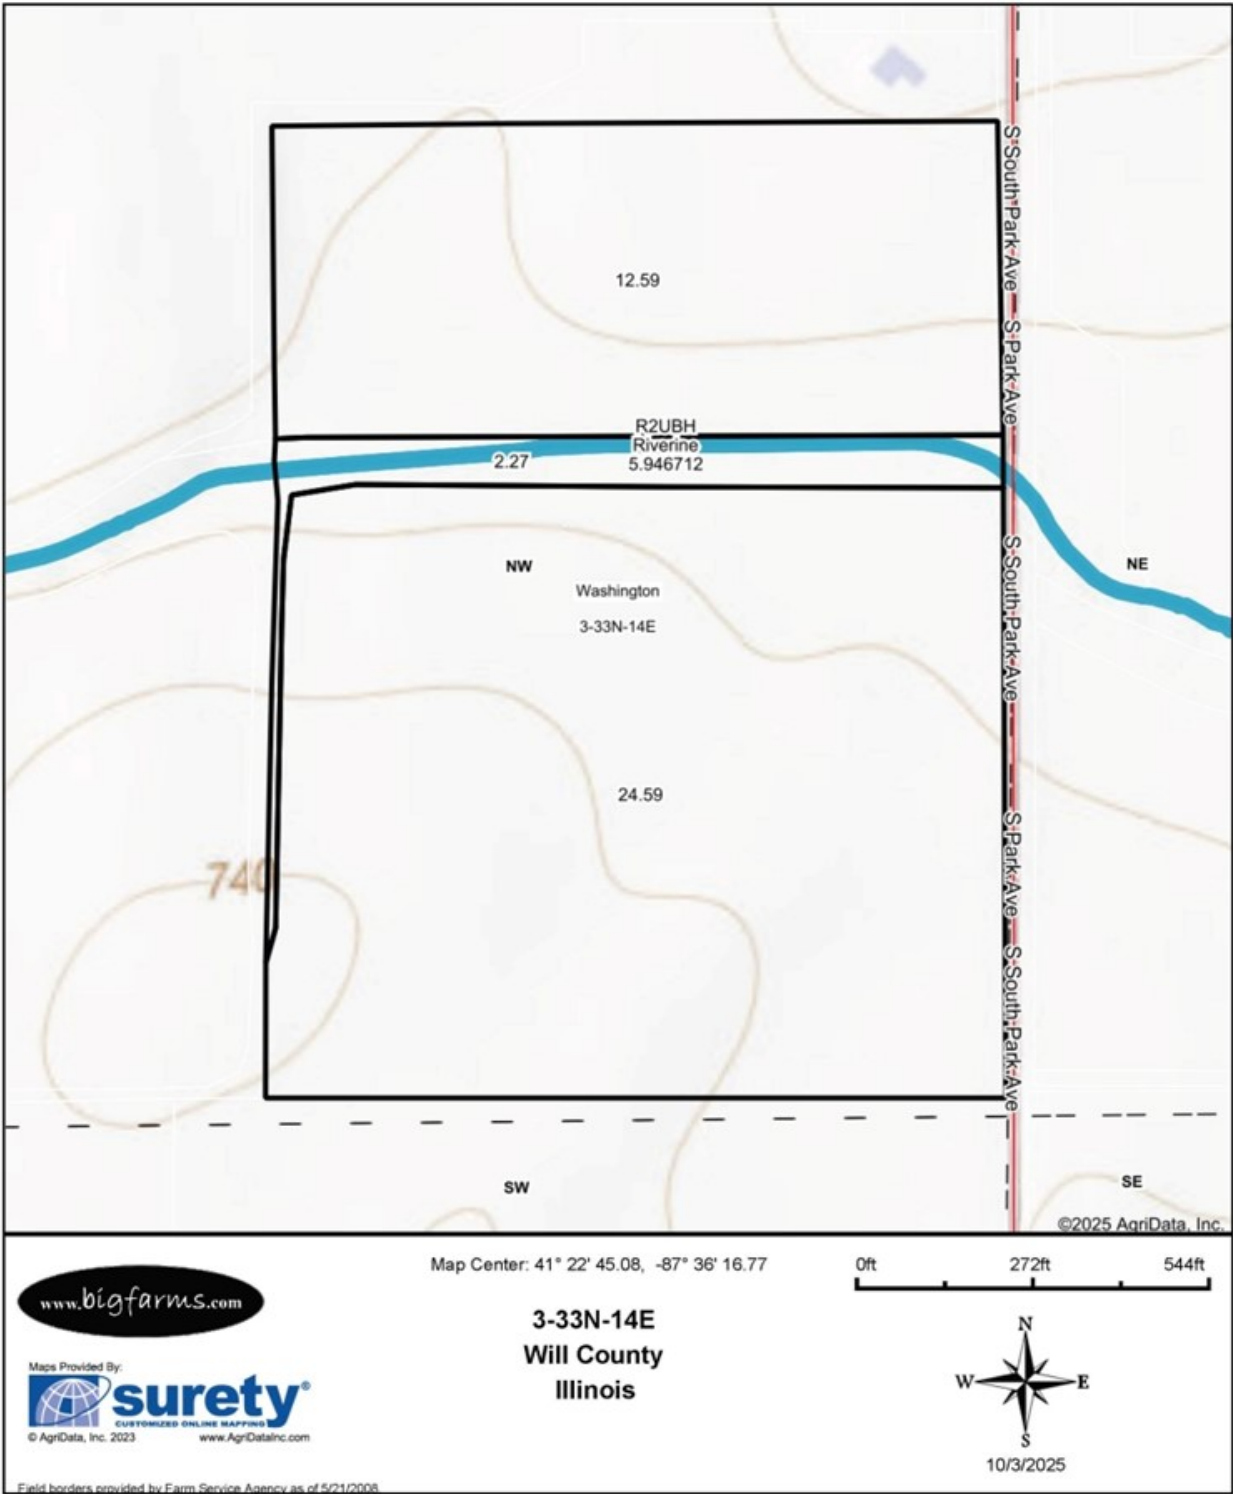 S South Park Ave
12.59
S Park Ave
R2UBH
Riverine
2.27
5.946712
NW
NE
Washington
3-33N-14E
S South Park Ave
24.59
S Park Ave
740
S South Park Ave
SW
SE
©2025 AgriData, Inc.
Map Center: 41° 22' 45.08, -87° 36' 16.77
0ft 272ft 544ft
www.bigfarms.com
3-33N-14E
Will County
Illinois
N
W E
S
Maps Provided By:
surety®
CUSTOMIZED ONLINE MAPPING
© AgriData, Inc. 2023 www.AgriDataInc.com
10/3/2025
Field borders provided by Farm Service Agency as of 5/21/2008.